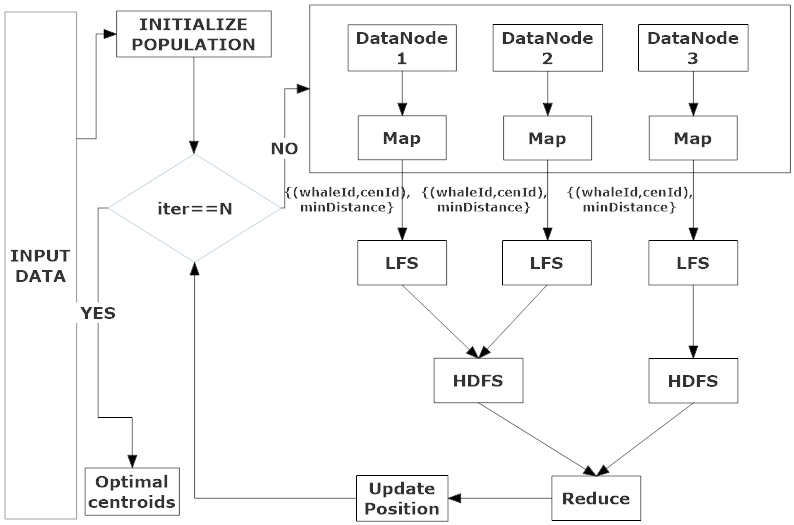 INITIALIZE
POPULATION
DataNode
1
DataNode
2
DataNode
3
Map
Map
Map
NO
{(whaleId,cenId),
minDistance}
{(whaleId,cenId),
minDistance}
{(whaleId,cenId),
minDistance}
iter==N
INPUT
DATA
LFS
LFS
LFS
YES
HDFS
HDFS
Optimal
centroids
Update
Position
Reduce